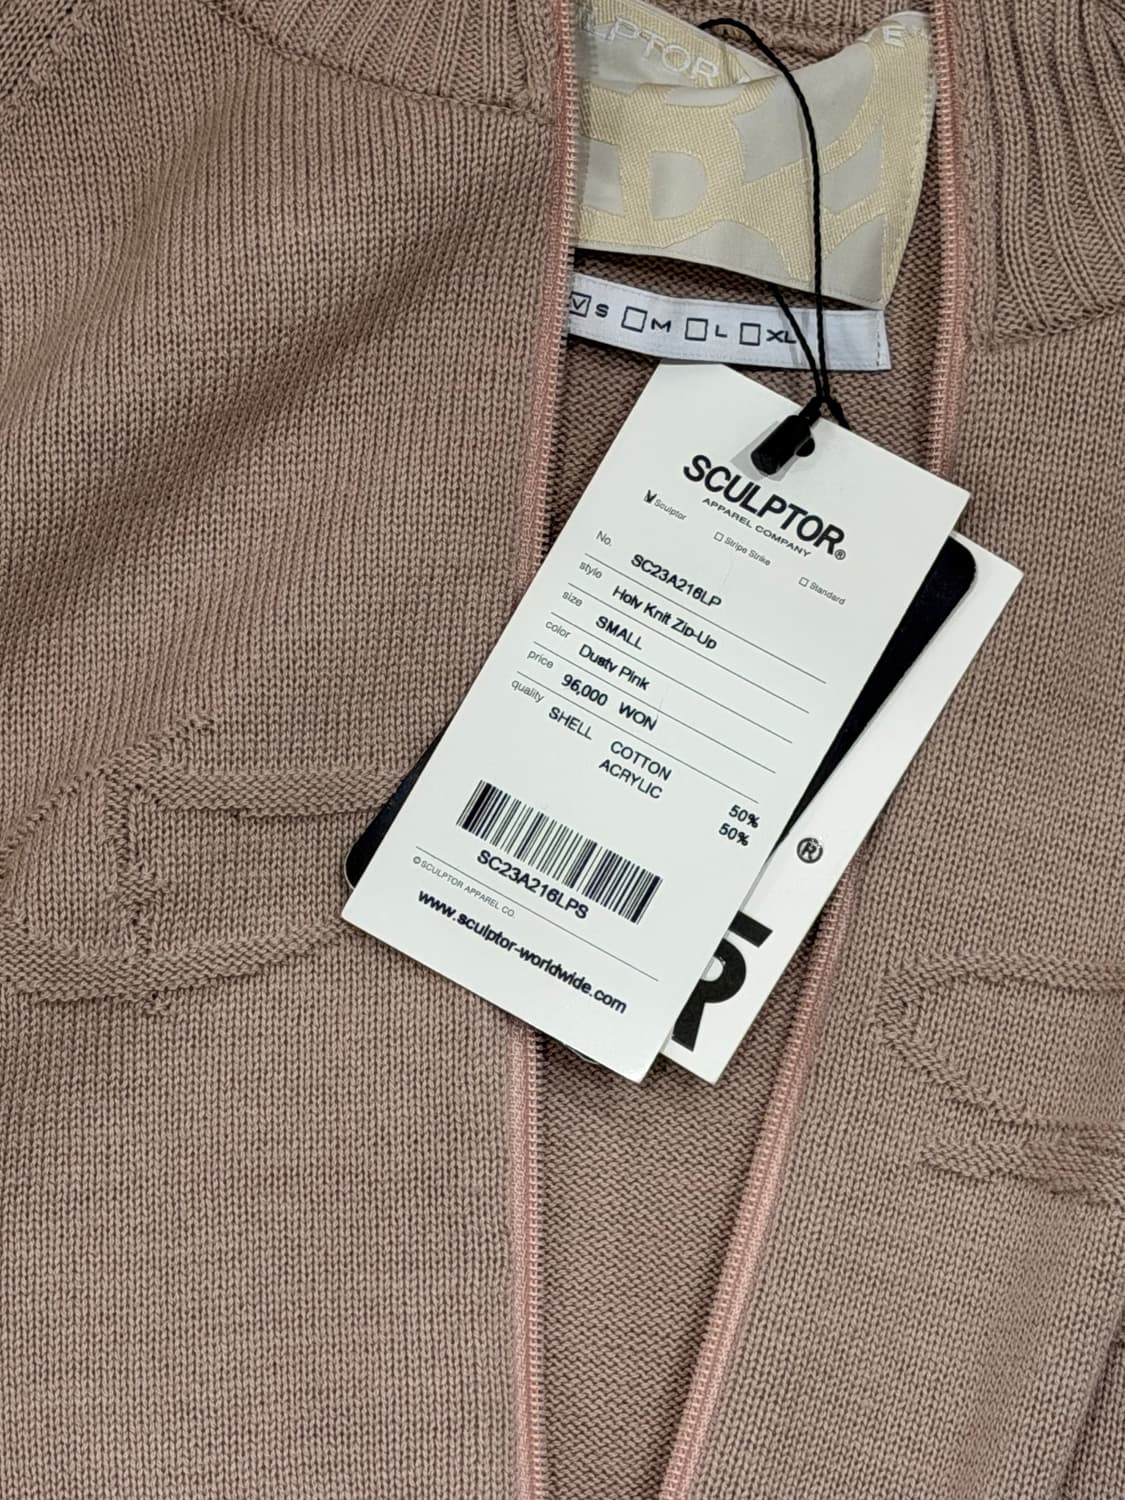 LPTOR
E
S M L XL
SCULPTOR®
APPAREL COMPANY
Sculptor Stripe Strike Standard
No. SC23A216LP
style Holy Knit Zip-Up
size SMALL
color Dusty Pink
price 96,000 WON
quality SHELL COTTON 50%
ACRYLIC 50%
SC23A216LPS
© SCULPTOR APPAREL CO.
www.sculptor-worldwide.com
®
R